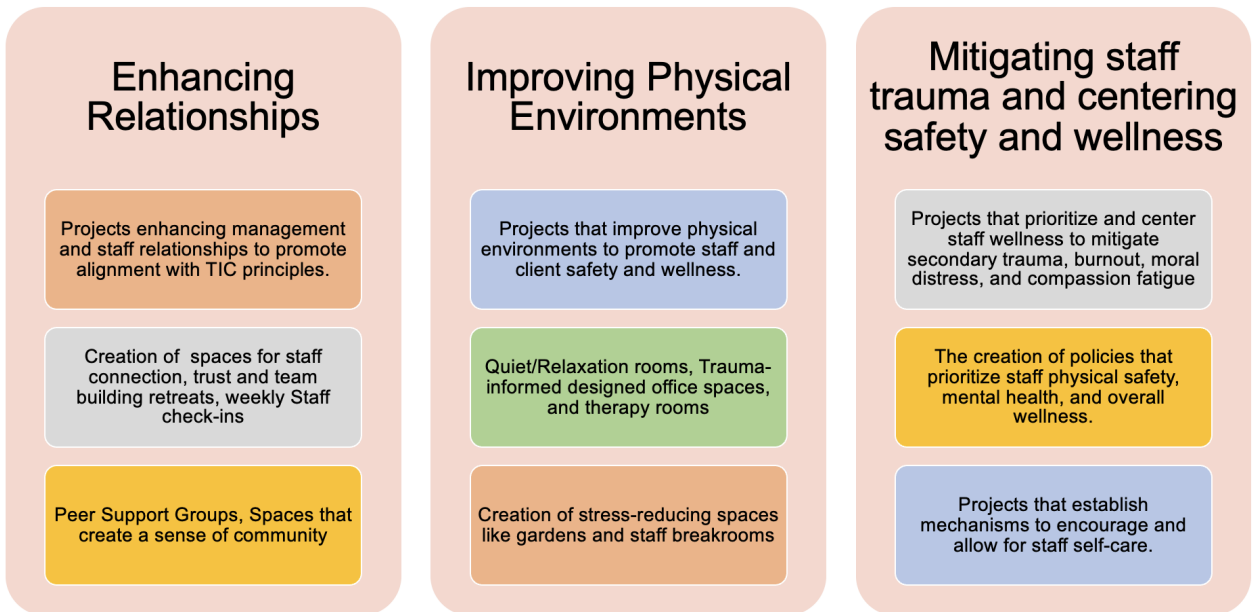 Enhancing
Relationships
Projects enhancing management
and staff relationships to promote
alignment with TIC principles.
Creation of  spaces for staff
connection, trust and team
building retreats, weekly Staff
check-ins
Peer Support Groups, Spaces that
create a sense of community
Improving Physical
Environments
Projects that improve physical
environments to promote staff and
client safety and wellness.
Quiet/Relaxation rooms, Trauma-
informed designed office spaces,
and therapy rooms
Creation of stress-reducing spaces
like gardens and staff breakrooms
Mitigating staff
trauma and centering
safety and wellness
Projects that prioritize and center
staff wellness to mitigate
secondary trauma, burnout, moral
distress, and compassion fatigue
The creation of policies that
prioritize staff physical safety,
mental health, and overall
wellness.
Projects that establish
mechanisms to encourage and
allow for staff self-care.